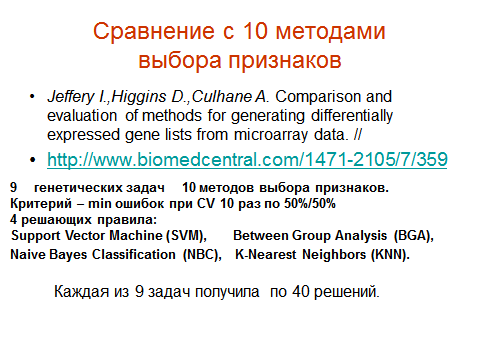 Сравнение с 10 методами
выбора признаков
• Jeffery I.,Higgins D.,Culhane A. Comparison and
evaluation of methods for generating differentially
expressed gene lists from microarray data. //
• http://www.biomedcentral.com/1471-2105/7/359
9 генетических задач 10 методов выбора признаков.
Критерий – min ошибок при CV 10 раз по 50%/50%
4 решающих правила:
Support Vector Machine (SVM), Between Group Analysis (BGA),
Naive Bayes Classification (NBC), K-Nearest Neighbors (KNN).
Каждая из 9 задач получила по 40 решений.